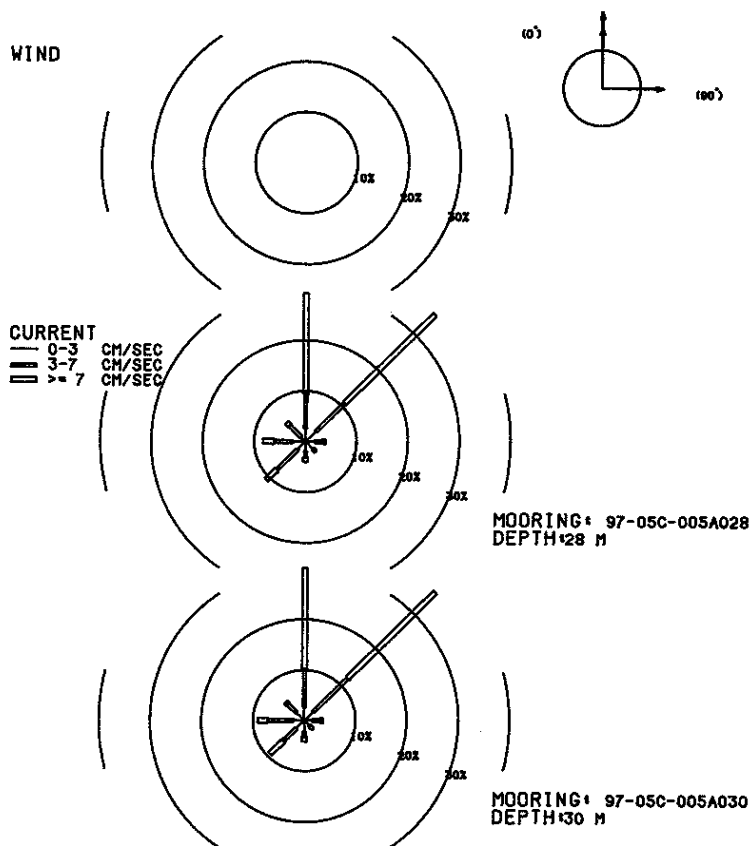 WIND
(0°)
(90°)
10%
20%
30%
CURRENT
0-3 CM/SEC
3-7 CM/SEC
>= 7 CM/SEC
10%
20%
30%
MOORING: 97-05C-005A028
DEPTH:28 M
10%
20%
30%
MOORING: 97-05C-005A030
DEPTH:30 M